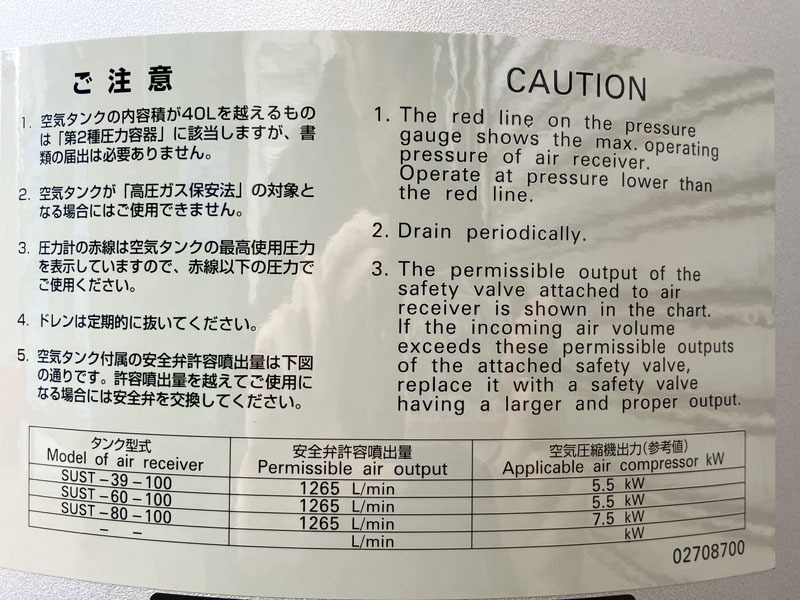 ご注意
1. 空気タンクの内容積が40Lを越えるもの
は「第2種圧力容器」に該当しますが、書
類の届出は必要ありません。
2. 空気タンクが「高圧ガス保安法」の対象と
なる場合にはご使用できません。
3. 圧力計の赤線は空気タンクの最高使用圧力
を表示していますので、赤線以下の圧力で
ご使用ください。
4. ドレンは定期的に抜いてください。
5. 空気タンク付属の安全弁許容噴出量は下図
の通りです。許容噴出量を越えてご使用に
なる場合には安全弁を交換してください。
CAUTION
1. The red line on the pressure
gauge shows the max. operating
pressure of air receiver.
Operate at pressure lower than
the red line.
2. Drain periodically.
3. The permissible output of the
safety valve attached to air
receiver is shown in the chart.
If the incoming air volume
exceeds these permissible outputs
of the attached safety valve,
replace it with a safety valve
having a larger and proper output.
タンク型式 安全弁許容噴出量 空気圧縮機出力(参考値)
Model of air receiver Permissible air output Applicable air compressor kW
SUST-39-100 1265 L/min 5.5 kW
SUST-60-100 1265 L/min 5.5 kW
SUST-80-100 1265 L/min 7.5 kW
– – L/min kW
02708700